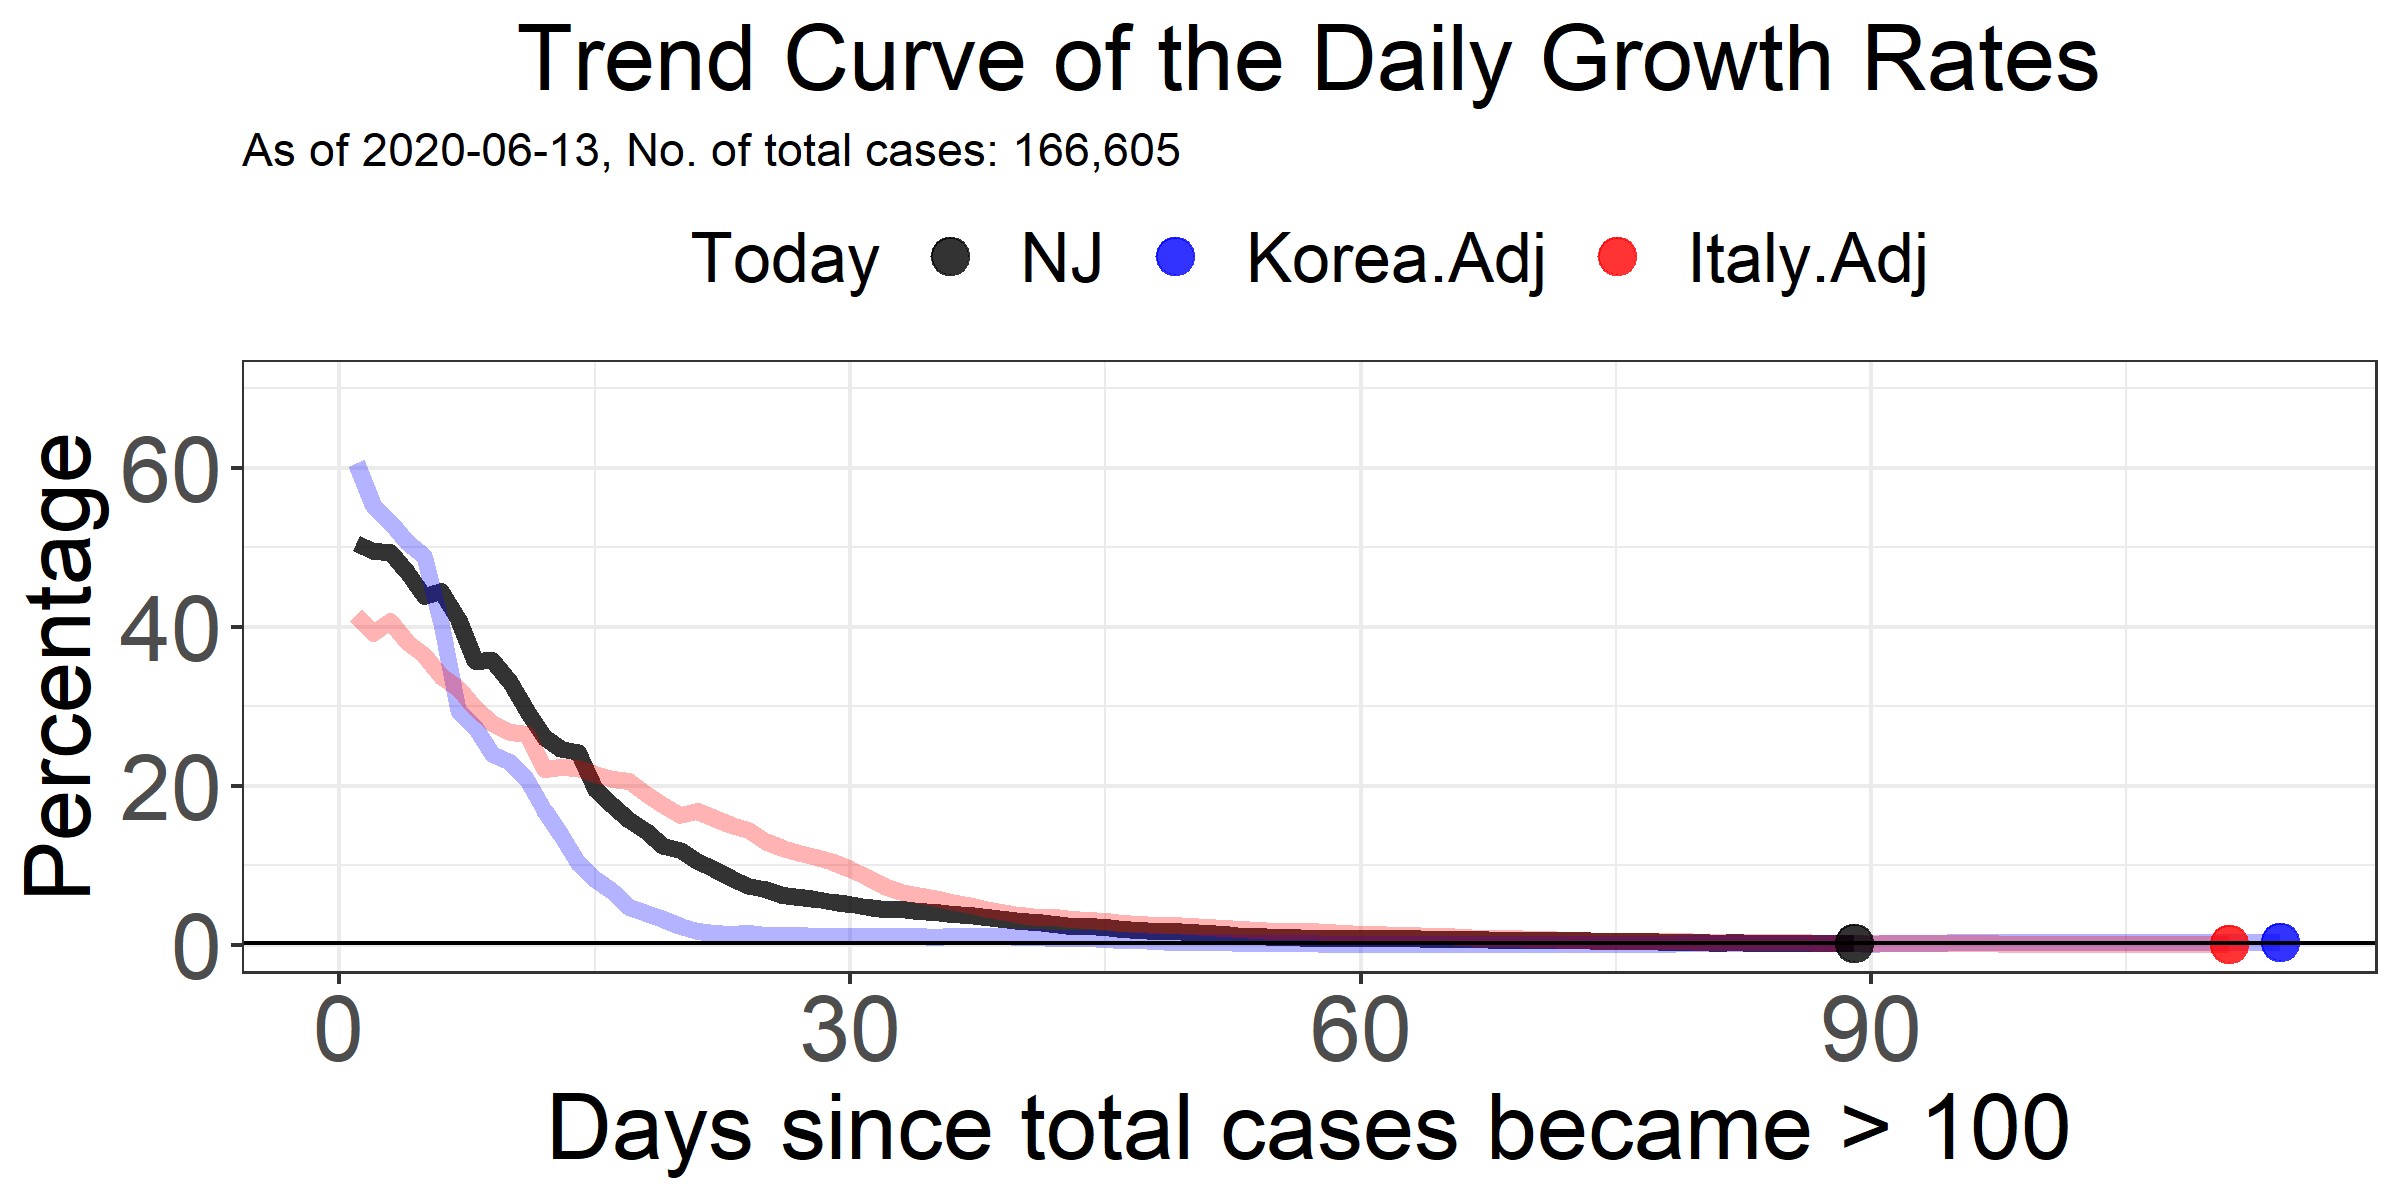 Trend Curve of the Daily Growth Rates
As of 2020-06-13, No. of total cases: 166,605
Today NJ Korea.Adj Italy.Adj
Percentage
60
40
20
0
0 30 60 90
Days since total cases became > 100